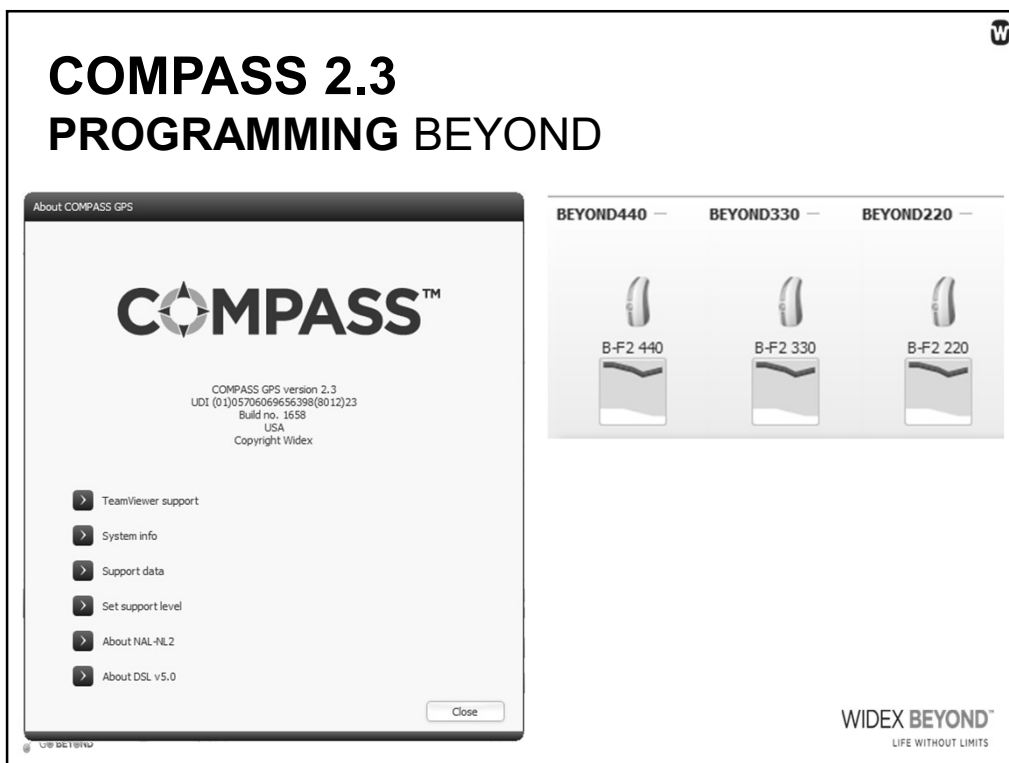 W
COMPASS 2.3
PROGRAMMING BEYOND
About COMPASS GPS
COMPASS™
COMPASS GPS version 2.3
UDI (01)05706069656398(8012)23
Build no. 1658
USA
Copyright Widex
TeamViewer support
System info
Support data
Set support level
About NAL-NL2
About DSL v5.0
Close
BEYOND440 — BEYOND330 — BEYOND220 —
B-F2 440 B-F2 330 B-F2 220
GO BEYOND
WIDEX BEYOND™
LIFE WITHOUT LIMITS